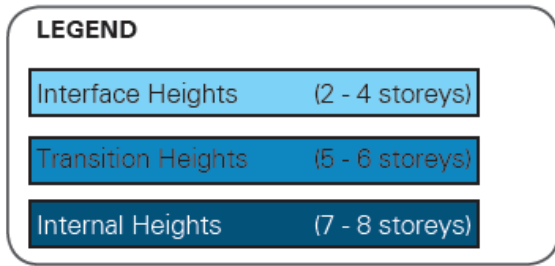 LEGEND
Interface Heights (2 - 4 storeys)
Transition Heights (5 - 6 storeys)
Internal Heights (7 - 8 storeys)